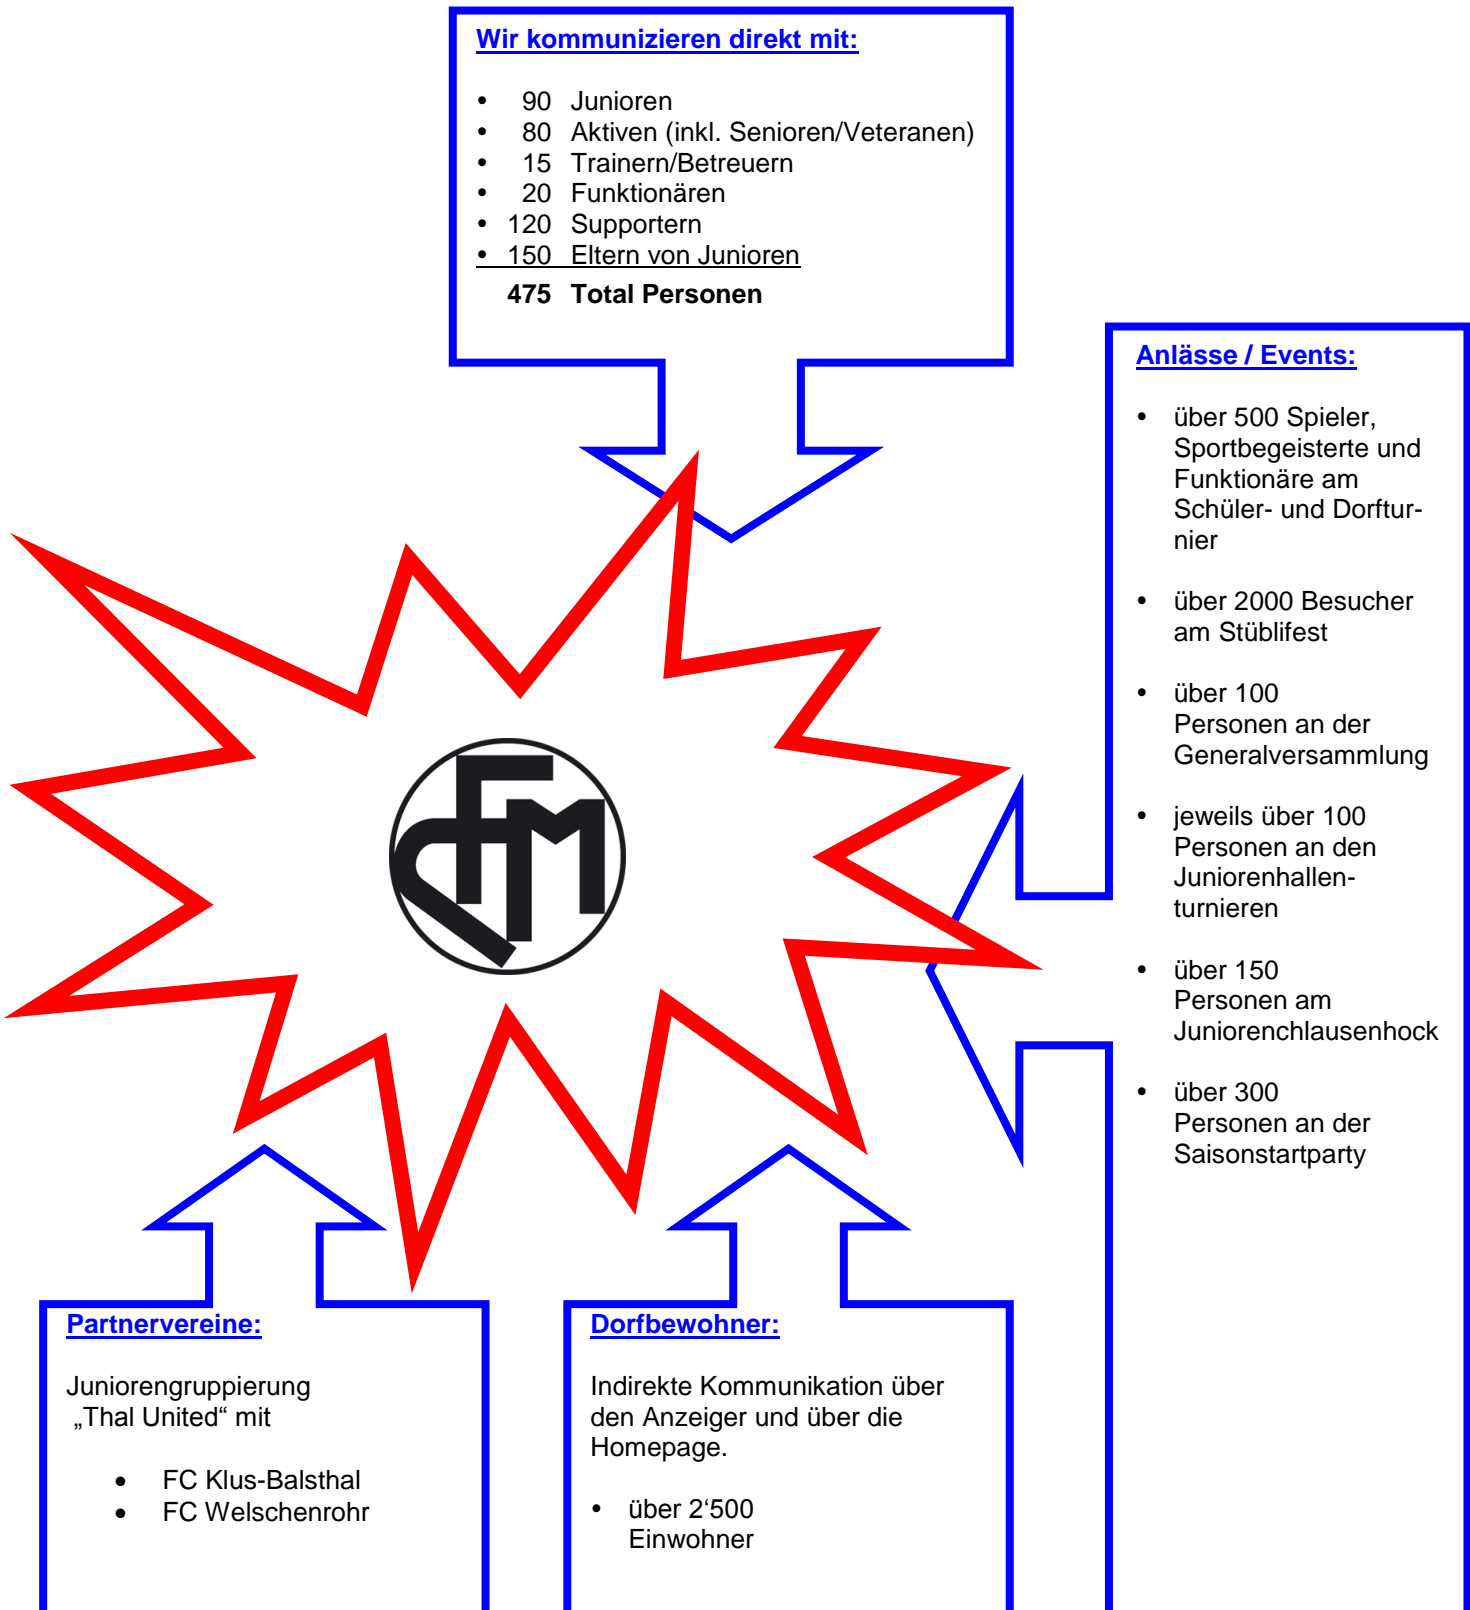 Wir kommunizieren direkt mit:
• 90 Junioren
• 80 Aktiven (inkl. Senioren/Veteranen)
• 15 Trainern/Betreuern
• 20 Funktionären
• 120 Supportern
• 150 Eltern von Junioren
475 Total Personen
Anlässe / Events:
• über 500 Spieler,
Sportbegeisterte und
Funktionäre am
Schüler- und Dorftur-
nier
• über 2000 Besucher
am Stüblifest
• über 100
Personen an der
Generalversammlung
• jeweils über 100
Personen an den
Juniorenhallen-
turnieren
• über 150
Personen am
Juniorenchlausenhock
• über 300
Personen an der
Saisonstartparty
FCM
Partnervereine:
Juniorengruppierung
„Thal United“ mit
• FC Klus-Balsthal
• FC Welschenrohr
Dorfbewohner:
Indirekte Kommunikation über
den Anzeiger und über die
Homepage.
• über 2‘500
Einwohner